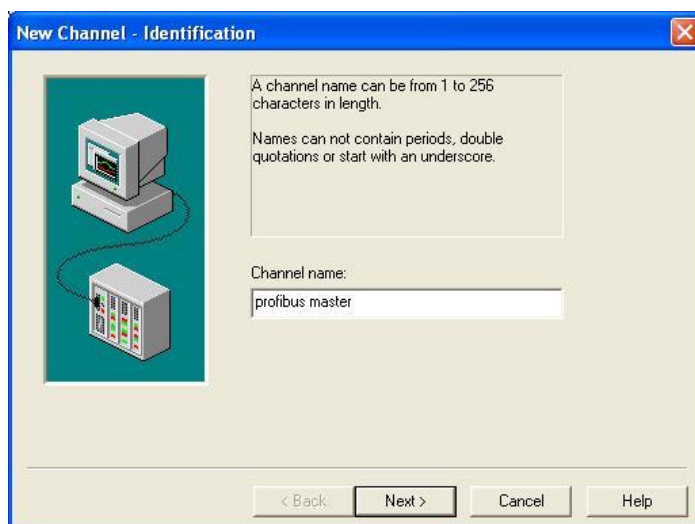 New Channel - Identification
A channel name can be from 1 to 256
characters in length.
Names can not contain periods, double
quotations or start with an underscore.
Channel name:
profibus master
< Back
Next >
Cancel
Help